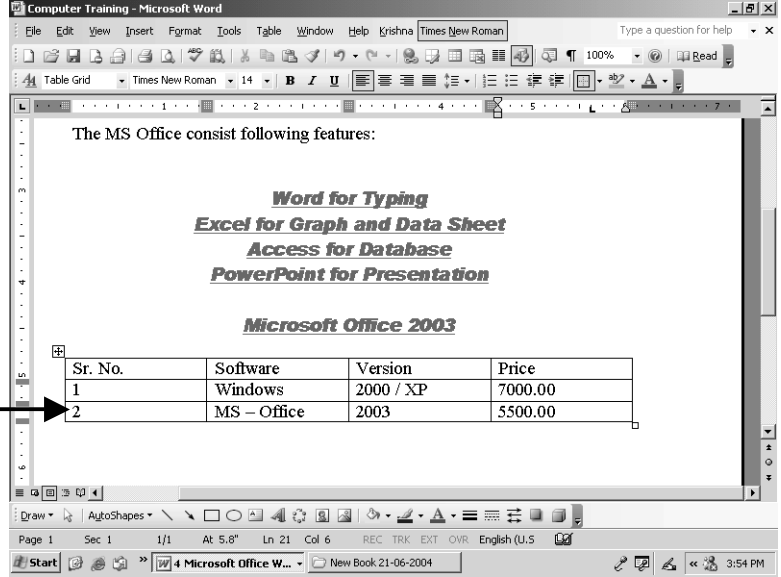 Computer Training - Microsoft Word
File Edit View Insert Format Tools Table Window Help Krishna Times New Roman Type a question for help
100% Read
Table Grid Times New Roman 14 B I U
1 2 4 5 7
The MS Office consist following features:
Word for Typing
Excel for Graph and Data Sheet
Access for Database
PowerPoint for Presentation
Microsoft Office 2003
Sr. No. Software Version Price
1 Windows 2000 / XP 7000.00
2 MS – Office 2003 5500.00
Draw AutoShapes
Page 1 Sec 1 1/1 At 5.8" Ln 21 Col 6 REC TRK EXT OVR English (U.S
Start 4 Microsoft Office W... New Book 21-06-2004 3:54 PM